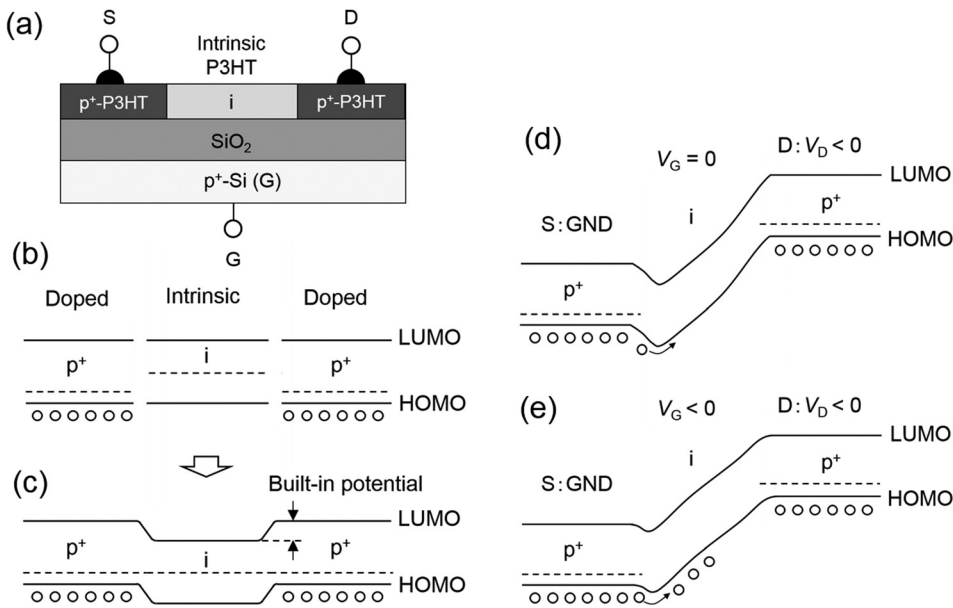 (a)
S
D
Intrinsic
P3HT
p⁺-P3HT
i
p⁺-P3HT
SiO₂
p⁺-Si (G)
G
(b)
Doped
Intrinsic
Doped
LUMO
p⁺
i
p⁺
HOMO
(c)
Built-in potential
LUMO
p⁺
i
p⁺
HOMO
(d)
V_G = 0
D : V_D < 0
LUMO
i
p⁺
S : GND
HOMO
p⁺
(e)
V_G < 0
D : V_D < 0
LUMO
i
p⁺
S : GND
HOMO
p⁺